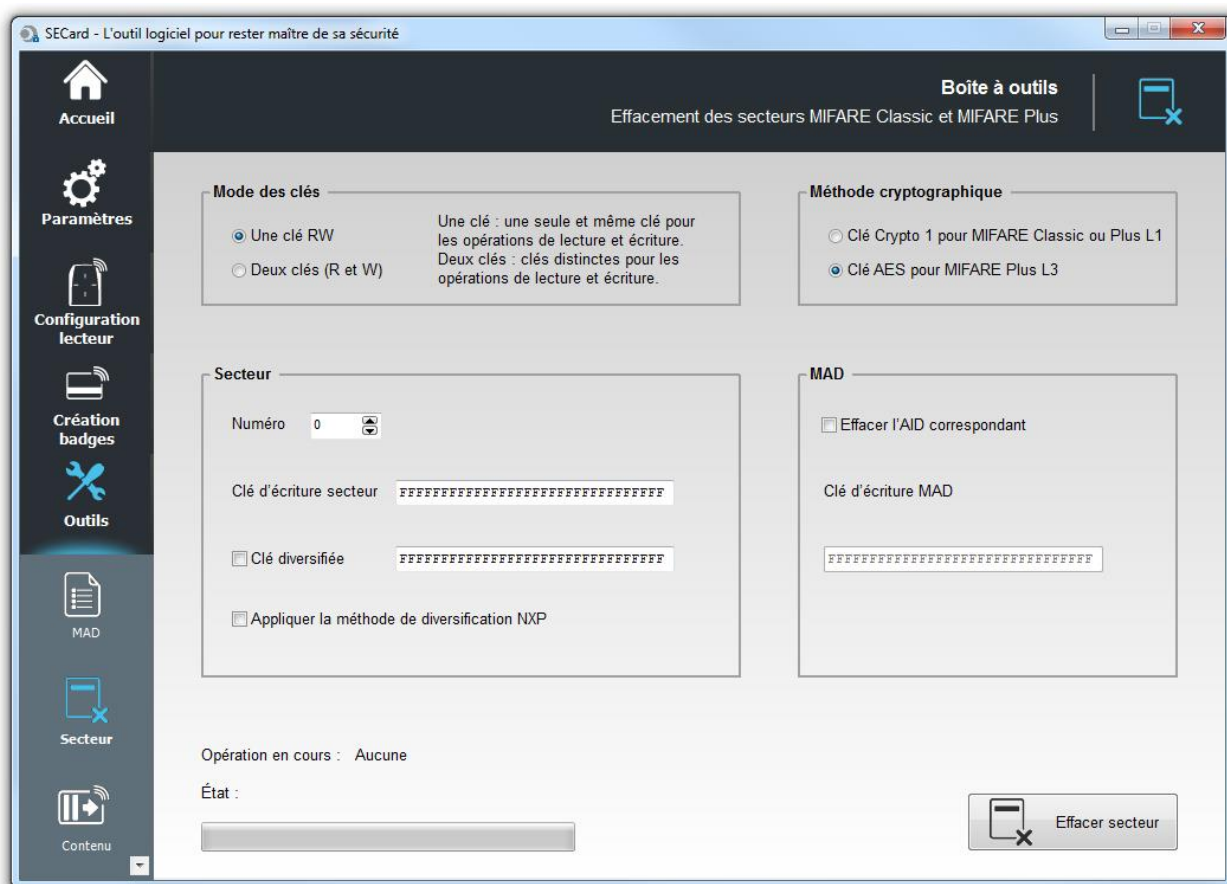 SECard - L'outil logiciel pour rester maître de sa sécurité
Accueil
Paramètres
Configuration
lecteur
Création
badges
Outils
MAD
Secteur
Contenu
Boîte à outils
Effacement des secteurs MIFARE Classic et MIFARE Plus
Mode des clés
Une clé RW
Deux clés (R et W)
Une clé : une seule et même clé pour
les opérations de lecture et écriture.
Deux clés : clés distinctes pour les
opérations de lecture et écriture.
Méthode cryptographique
Clé Crypto 1 pour MIFARE Classic ou Plus L1
Clé AES pour MIFARE Plus L3
Secteur
Numéro 0
Clé d'écriture secteur FFFFFFFFFFFFFFFFFFFFFFFFFFFFFFFF
Clé diversifiée FFFFFFFFFFFFFFFFFFFFFFFFFFFFFFFF
Appliquer la méthode de diversification NXP
MAD
Effacer l'AID correspondant
Clé d'écriture MAD
FFFFFFFFFFFFFFFFFFFFFFFFFFFFFFFF
Opération en cours : Aucune
État :
Effacer secteur